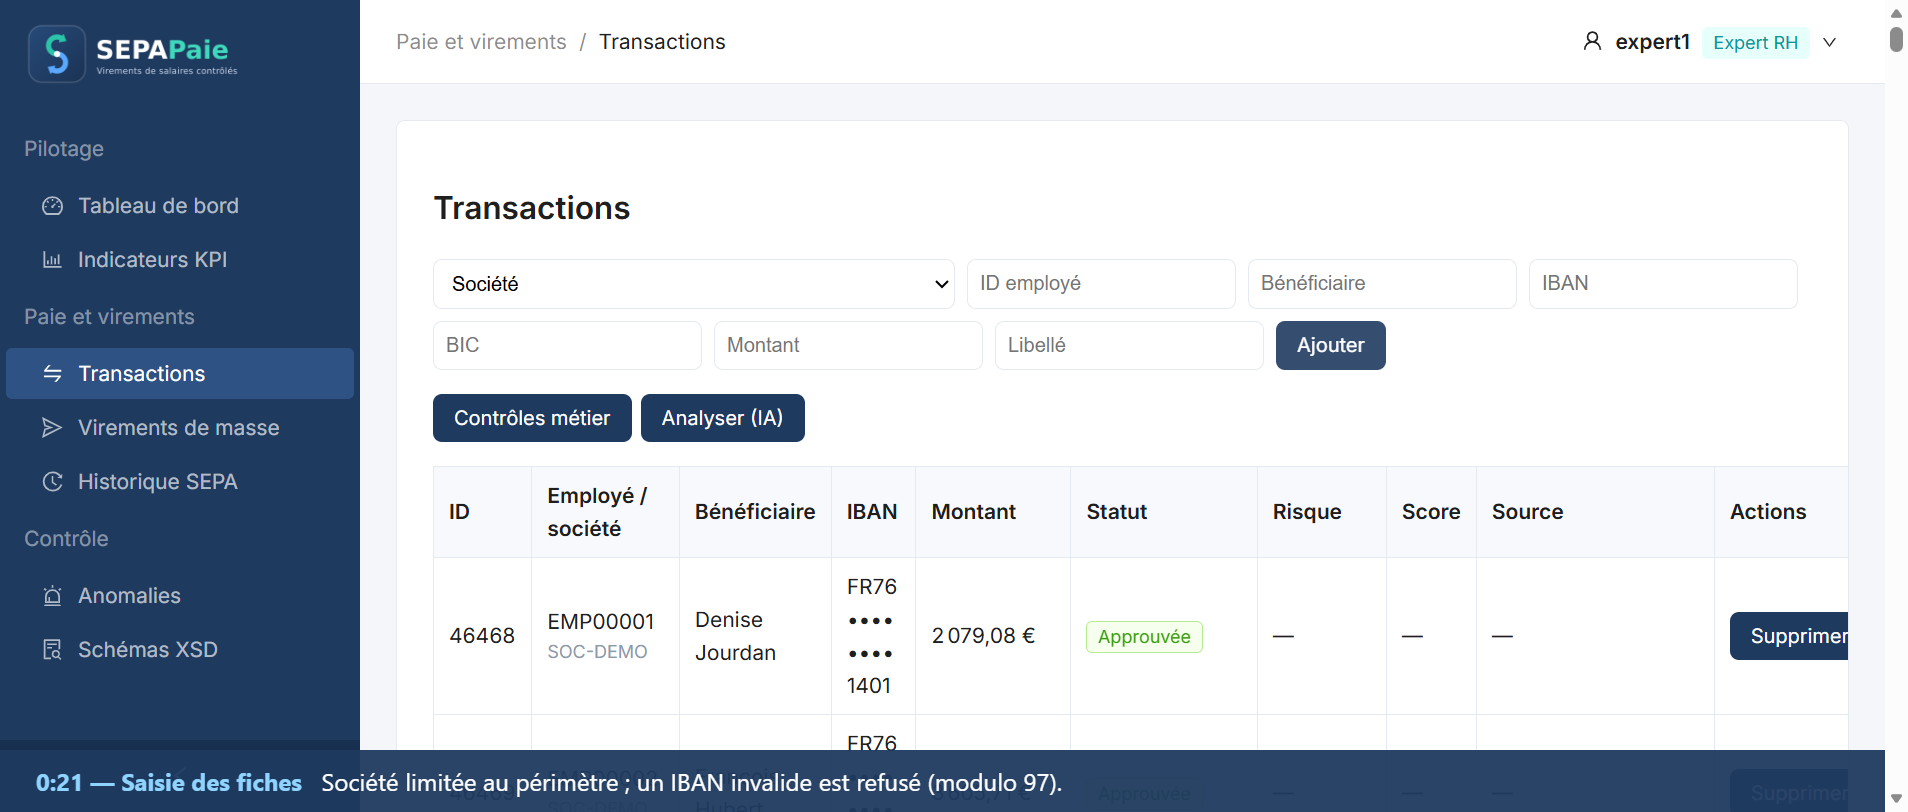 SEPAPaie
Virements de salaires contrôlés
Pilotage
Tableau de bord
Indicateurs KPI
Paie et virements
Transactions
Virements de masse
Historique SEPA
Contrôle
Anomalies
Schémas XSD
Paie et virements / Transactions
expert1 Expert RH
Transactions
Société ID employé Bénéficiaire IBAN
BIC Montant Libellé Ajouter
Contrôles métier Analyser (IA)
ID Employé / société Bénéficiaire IBAN Montant Statut Risque Score Source Actions
46468 EMP00001 SOC-DEMO Denise Jourdan FR76 •••• •••• 1401 2 079,08 € Approuvée — — — Supprimer
FR76
0:21 — Saisie des fiches Société limitée au périmètre ; un IBAN invalide est refusé (modulo 97).